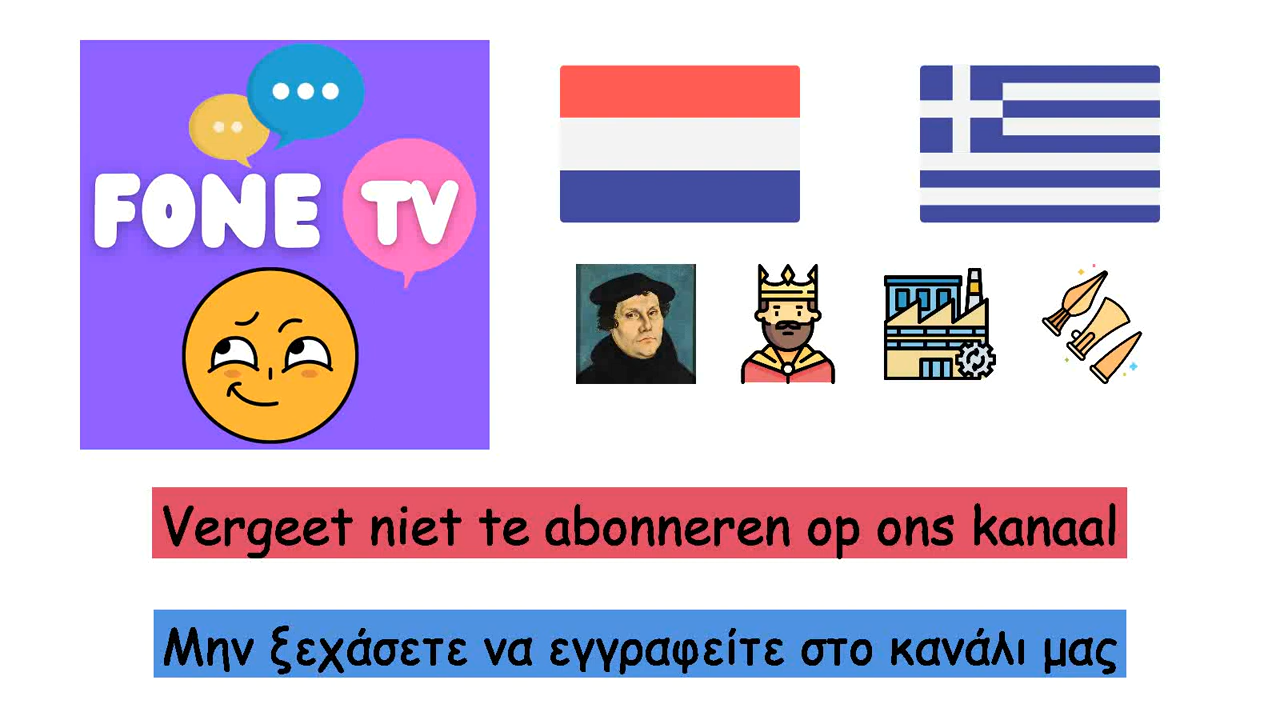 FONE TV
Vergeet niet te abonneren op ons kanaal
Μην ξεχάσετε να εγγραφείτε στο κανάλι μας